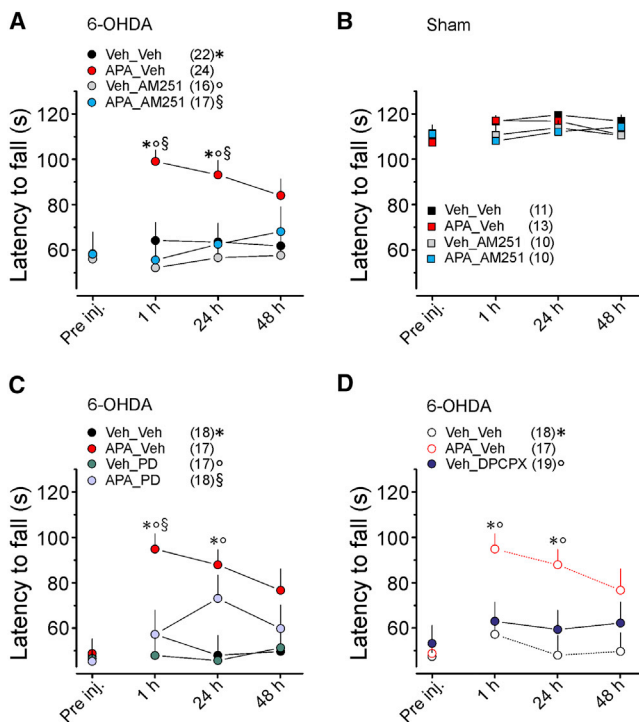 A
6-OHDA
Veh_Veh (22)*
APA_Veh (24)
Veh_AM251 (16)°
APA_AM251 (17)§
Latency to fall (s)
120
100
80
60
*°§
*°§
Pre inj.
1 h
24 h
48 h
B
Sham
Latency to fall (s)
120
100
80
60
Veh_Veh (11)
APA_Veh (13)
Veh_AM251 (10)
APA_AM251 (10)
Pre inj.
1 h
24 h
48 h
C
6-OHDA
Veh_Veh (18)*
APA_Veh (17)
Veh_PD (17)°
APA_PD (18)§
Latency to fall (s)
120
100
80
60
*°§
*°
Pre inj.
1 h
24 h
48 h
D
6-OHDA
Veh_Veh (18)*
APA_Veh (17)
Veh_DPCPX (19)°
Latency to fall (s)
120
100
80
60
*°
*°
Pre inj.
1 h
24 h
48 h